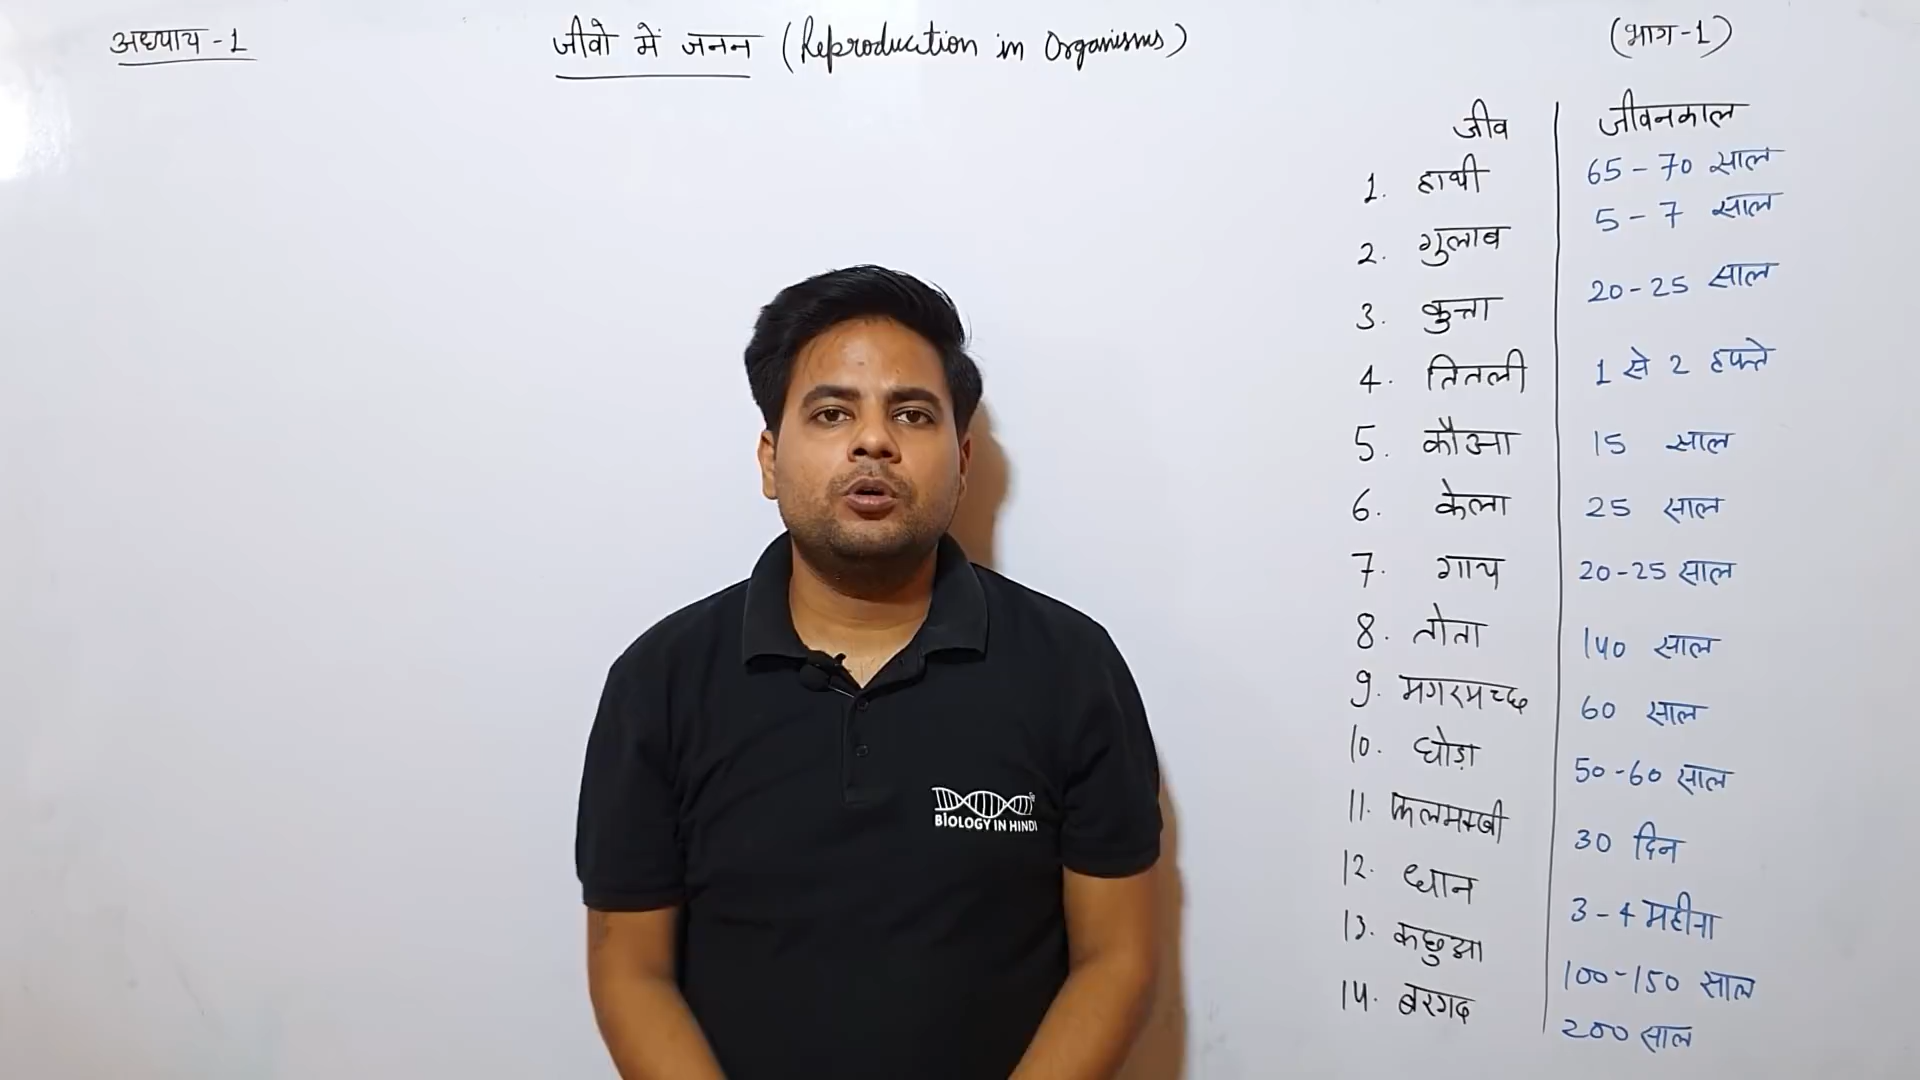 अध्याय - 1
जीवो में जनन (Reproducution in Organisms)
(भाग-1)
जीव | जीवनकाल
1. हाथी 65 - 70 साल
2. गुलाब 5 - 7 साल
3. कुत्ता 20 - 25 साल
4. तितली 1 से 2 हफ्ते
5. कौआ 15 साल
6. केला 25 साल
7. गाय 20-25 साल
8. तोता 140 साल
9. मगरमच्छ 60 साल
10. घोड़ा 50-60 साल
11. फलमक्खी 30 दिन
12. धान 3 - 4 महीना
13. कछुआ 100-150 साल
14. बरगद 200 साल
BIOLOGY IN HINDI